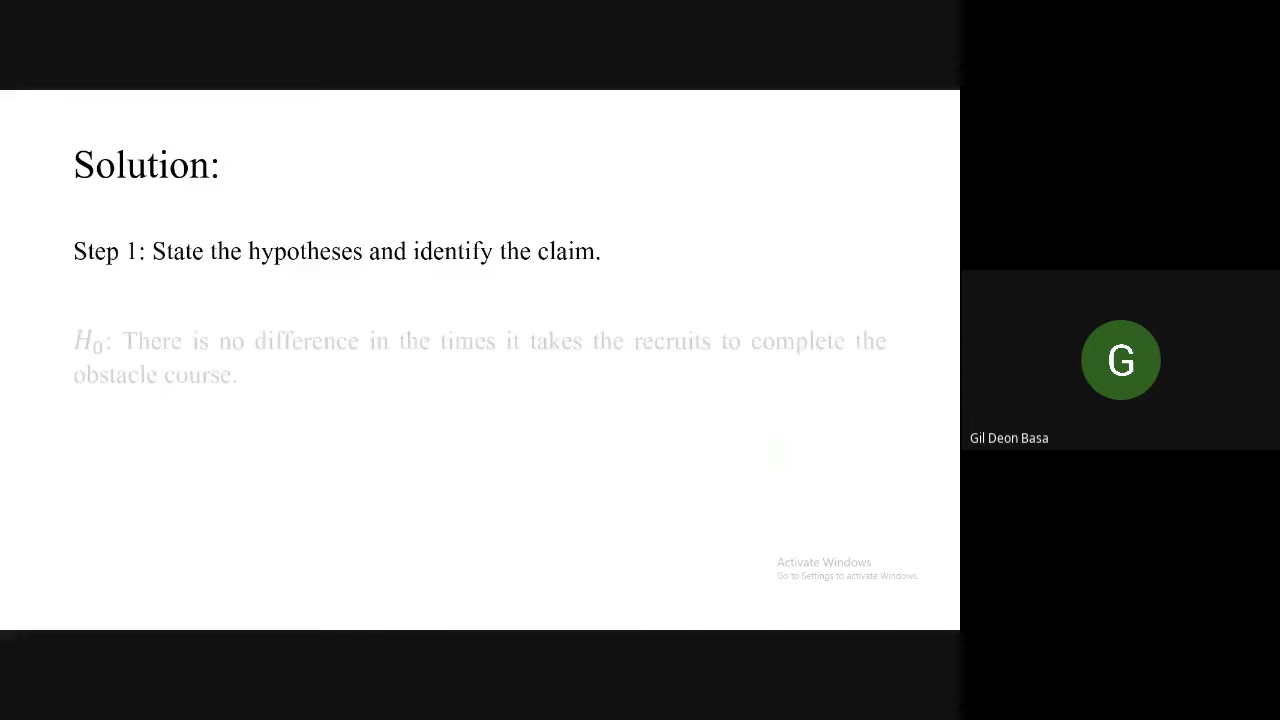 Solution:
Step 1: State the hypotheses and identify the claim.
H₀: There is no difference in the times it takes the recruits to complete the
obstacle course.
Activate Windows
Go to Settings to activate Windows.
G
Gil Deon Basa